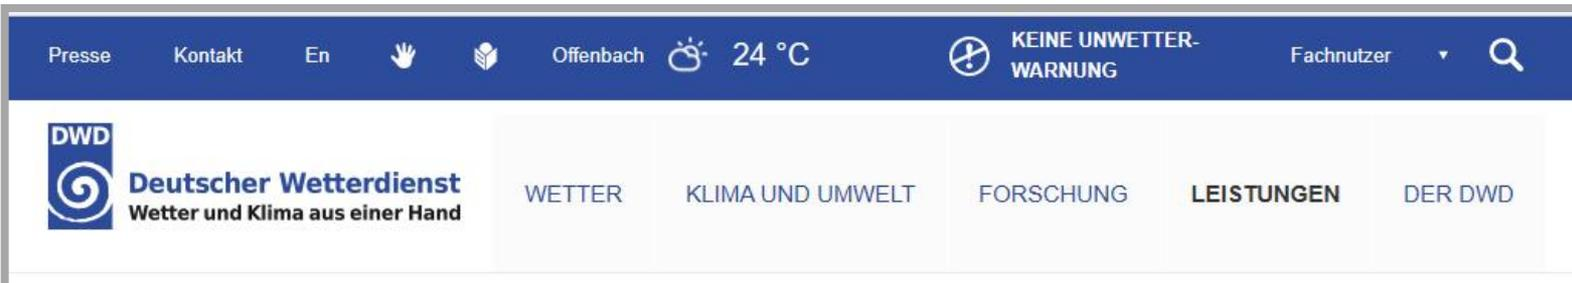 Presse Kontakt En Offenbach 24 °C KEINE UNWETTER-
WARNUNG Fachnutzer
DWD
Deutscher Wetterdienst
Wetter und Klima aus einer Hand
WETTER KLIMA UND UMWELT FORSCHUNG LEISTUNGEN DER DWD